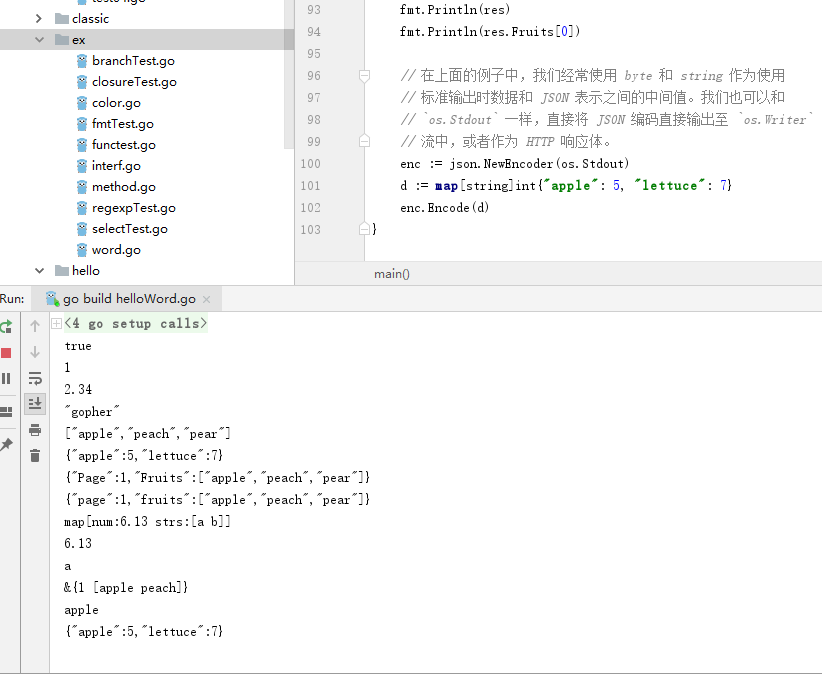 classic
ex
branchTest.go
closureTest.go
color.go
fmtTest.go
functest.go
interf.go
method.go
regexpTest.go
selectTest.go
word.go
hello
93 fmt.Println(res)
94 fmt.Println(res.Fruits[0])
95
96 // 在上面的例子中，我们经常使用 byte 和 string 作为使用
97 // 标准输出时数据和 JSON 表示之间的中间值。我们也可以和
98 // `os.Stdout` 一样，直接将 JSON 编码直接输出至 `os.Writer`
99 // 流中，或者作为 HTTP 响应体。
100 enc := json.NewEncoder(os.Stdout)
101 d := map[string]int{"apple": 5, "lettuce": 7}
102 enc.Encode(d)
103 }
main()
Run: go build helloWord.go
<4 go setup calls>
true
1
2.34
"gopher"
["apple","peach","pear"]
{"apple":5,"lettuce":7}
{"Page":1,"Fruits":["apple","peach","pear"]}
{"page":1,"fruits":["apple","peach","pear"]}
map[num:6.13 strs:[a b]]
6.13
a
&{1 [apple peach]}
apple
{"apple":5,"lettuce":7}